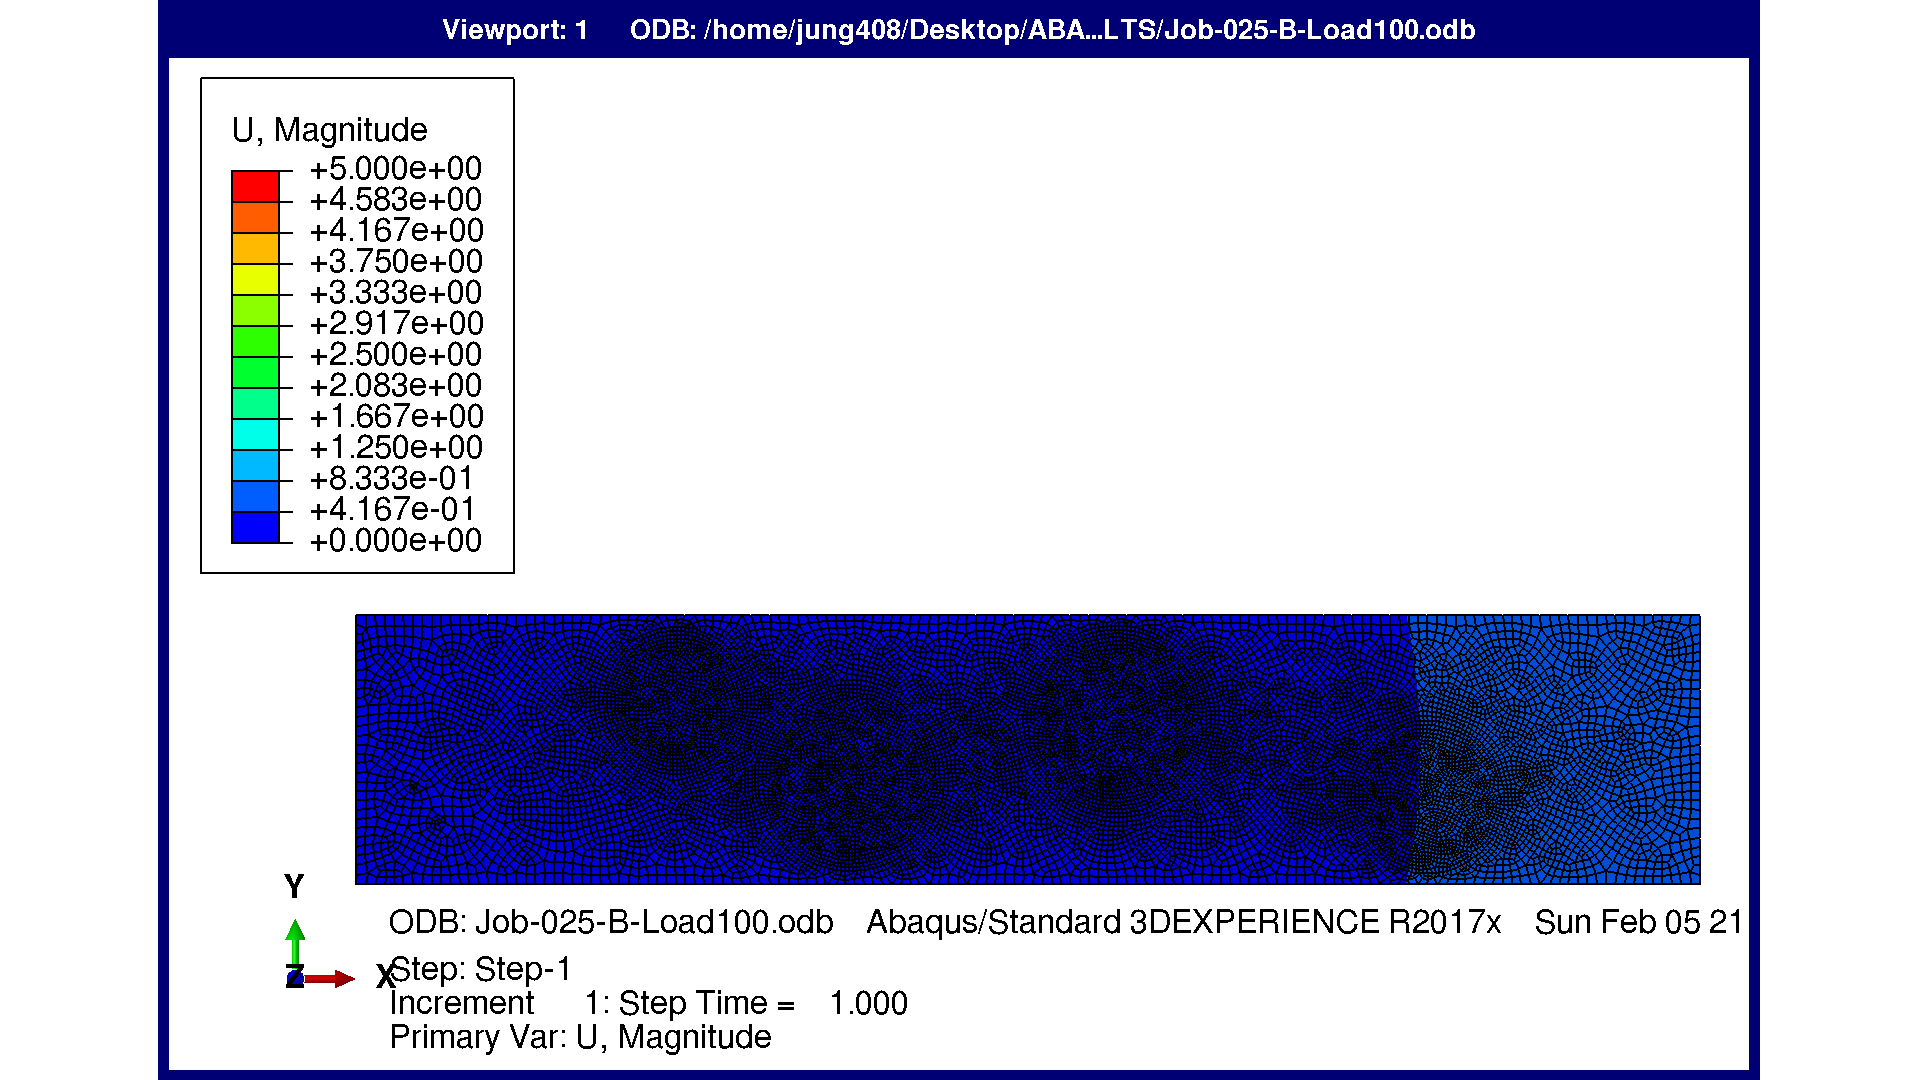 Viewport: 1 ODB: /home/jung408/Desktop/ABA...LTS/Job-025-B-Load100.odb
U, Magnitude
+5.000e+00
+4.583e+00
+4.167e+00
+3.750e+00
+3.333e+00
+2.917e+00
+2.500e+00
+2.083e+00
+1.667e+00
+1.250e+00
+8.333e-01
+4.167e-01
+0.000e+00
Y
Z
X
ODB: Job-025-B-Load100.odb Abaqus/Standard 3DEXPERIENCE R2017x Sun Feb 05 21
Step: Step-1
Increment 1: Step Time = 1.000
Primary Var: U, Magnitude